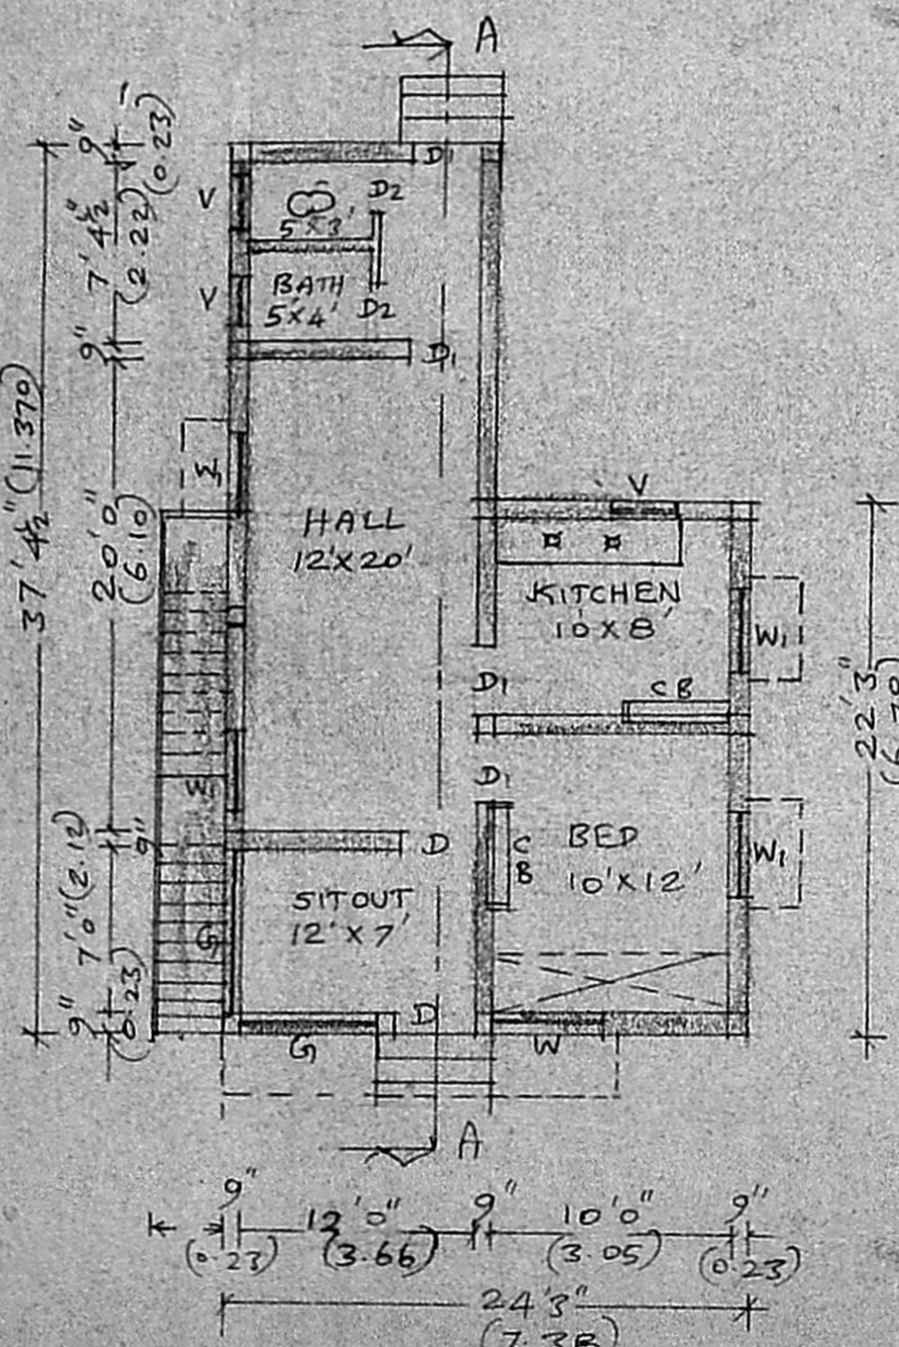 A
D1
V
D2
5'X3'
BATH
5'X4'
D2
V
D1
9"
(0.23)
7' 4½"
(2.22)
9"
37' 4½" (11.370)
20' 0"
(6.10)
W
HALL
12'X20'
V
KITCHEN
10'X8'
W1
D1
CB
22' 3"
D1
W
9"
D
C
B
BED
10'X12'
W1
SITOUT
12'X7'
7'0" (2.12)
G
9"
(0.23)
D
G
W
A
9"
12'0"
9"
10'0"
9"
(0.23)
(3.66)
(3.05)
(0.23)
24'3"